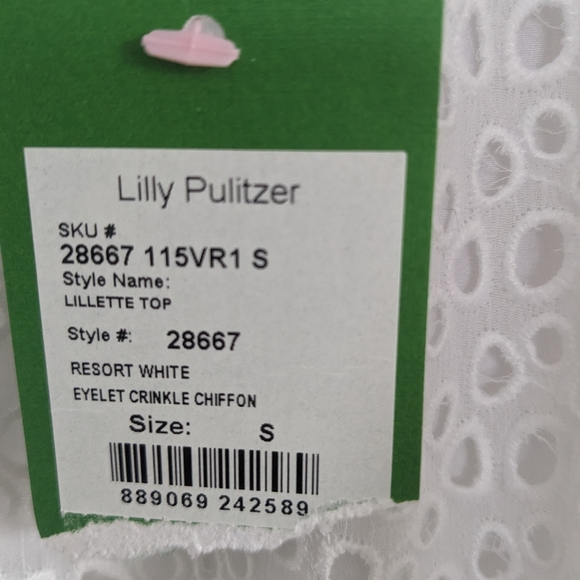 Lilly Pulitzer
SKU #
28667 115VR1 S
Style Name:
LILLETTE TOP
Style #: 28667
RESORT WHITE
EYELET CRINKLE CHIFFON
Size: S
889069 242589